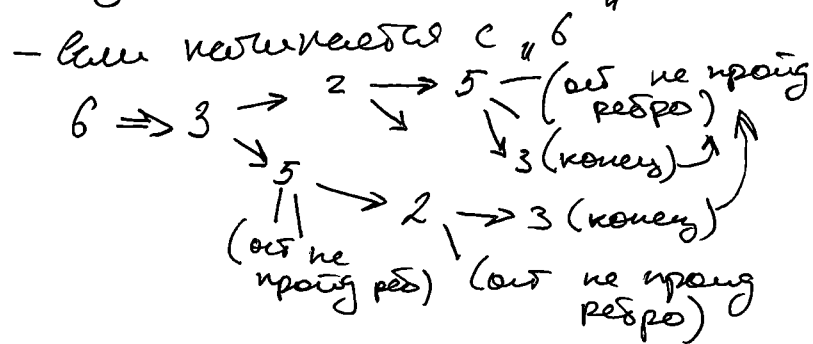 - Если начинается с „6"
6 ⇒ 3 → 2 → 5 — (ост не пройд
ребро)
3 (конец)
5
2 → 3 (конец)
(ост не
пройд реб)
(ост не пройд
ребро)